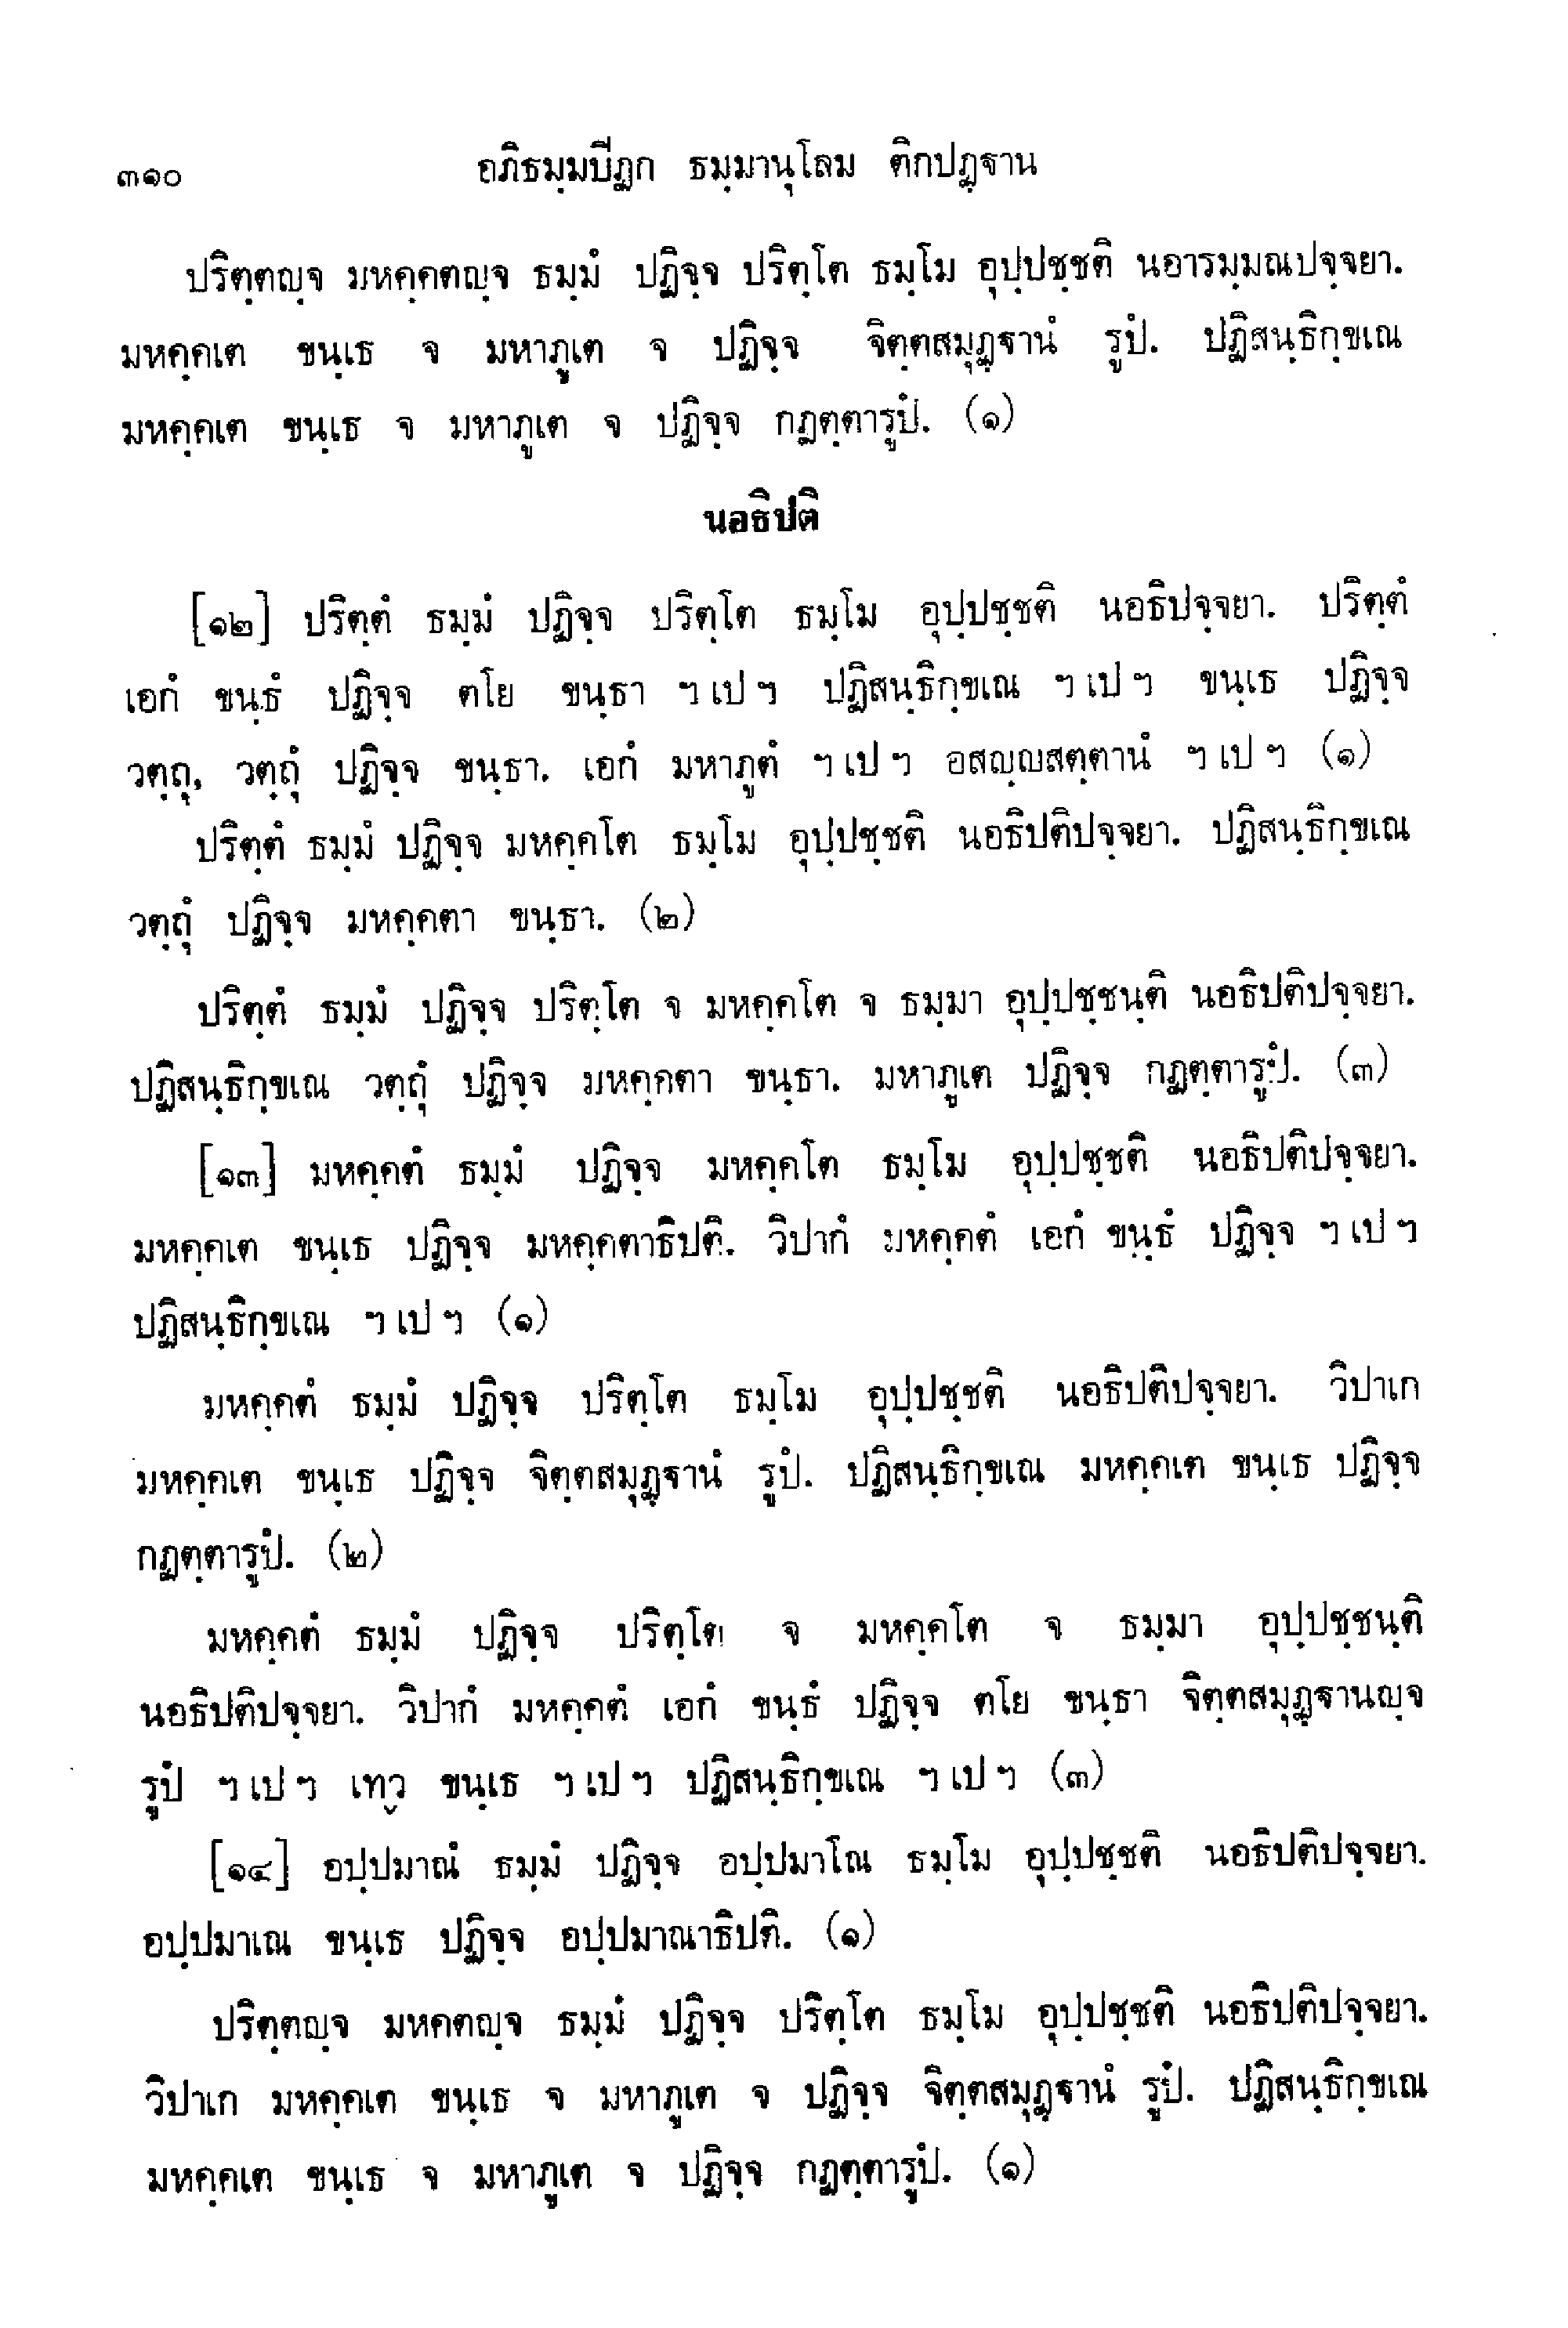 ๓๑๐ อภิธมฺมปีฏก ธมฺมานุโลม ติกปฏฺฐาน
ปริตฺตญฺจ มหคฺคตญฺจ ธมฺมํ ปฏิจฺจ ปริตฺโต ธมฺโม อุปฺปชฺชติ นอารมฺมณปจฺจยา.
มหคฺคเต ขนฺเธ จ มหาภูเต จ ปฏิจฺจ จิตฺตสมุฏฺฐานํ รูปํ. ปฏิสนฺธิกฺขเณ
มหคฺคเต ขนฺเธ จ มหาภูเต จ ปฏิจฺจ กฏตฺตารูปํ. (๑)
นอธิปติ
[๑๒] ปริตฺตํ ธมฺมํ ปฏิจฺจ ปริตฺโต ธมฺโม อุปฺปชฺชติ นอธิปจฺจยา. ปริตฺตํ
เอกํ ขนฺธํ ปฏิจฺจ ตโย ขนฺธา ฯ เป ฯ ปฏิสนฺธิกฺขเณ ฯ เป ฯ ขนฺเธ ปฏิจฺจ
วตฺถุ, วตฺถุํ ปฏิจฺจ ขนฺธา. เอกํ มหาภูตํ ฯ เป ฯ อสญฺญสตฺตานํ ฯ เป ฯ (๑)
ปริตฺตํ ธมฺมํ ปฏิจฺจ มหคฺคโต ธมฺโม อุปฺปชฺชติ นอธิปติปจฺจยา. ปฏิสนฺธิกฺขเณ
วตฺถุํ ปฏิจฺจ มหคฺคตา ขนฺธา. (๒)
ปริตฺตํ ธมฺมํ ปฏิจฺจ ปริตฺโต จ มหคฺคโต จ ธมฺมา อุปฺปชฺชนฺติ นอธิปติปจฺจยา.
ปฏิสนฺธิกฺขเณ วตฺถุํ ปฏิจฺจ มหคฺคตา ขนฺธา. มหาภูเต ปฏิจฺจ กฏตฺตารูปํ. (๓)
[๑๓] มหคฺคตํ ธมฺมํ ปฏิจฺจ มหคฺคโต ธมฺโม อุปฺปชฺชติ นอธิปติปจฺจยา.
มหคฺคเต ขนฺเธ ปฏิจฺจ มหคฺคตาธิปติ. วิปากํ มหคฺคตํ เอกํ ขนฺธํ ปฏิจฺจ ฯ เป ฯ
ปฏิสนฺธิกฺขเณ ฯ เป ฯ (๑)
มหคฺคตํ ธมฺมํ ปฏิจฺจ ปริตฺโต ธมฺโม อุปฺปชฺชติ นอธิปติปจฺจยา. วิปาเก
มหคฺคเต ขนฺเธ ปฏิจฺจ จิตฺตสมุฏฺฐานํ รูปํ. ปฏิสนฺธิกฺขเณ มหคฺคเต ขนฺเธ ปฏิจฺจ
กฏตฺตารูปํ. (๒)
มหคฺคตํ ธมฺมํ ปฏิจฺจ ปริตฺโต จ มหคฺคโต จ ธมฺมา อุปฺปชฺชนฺติ
นอธิปติปจฺจยา. วิปากํ มหคฺคตํ เอกํ ขนฺธํ ปฏิจฺจ ตโย ขนฺธา จิตฺตสมุฏฺฐานญฺจ
รูปํ ฯ เป ฯ เทฺว ขนฺเธ ฯ เป ฯ ปฏิสนฺธิกฺขเณ ฯ เป ฯ (๓)
[๑๔] อปฺปมาณํ ธมฺมํ ปฏิจฺจ อปฺปมาโณ ธมฺโม อุปฺปชฺชติ นอธิปติปจฺจยา.
อปฺปมาเณ ขนฺเธ ปฏิจฺจ อปฺปมาณาธิปติ. (๑)
ปริตฺตญฺจ มหคตญฺจ ธมฺมํ ปฏิจฺจ ปริตฺโต ธมฺโม อุปฺปชฺชติ นอธิปติปจฺจยา.
วิปาเก มหคฺคเต ขนฺเธ จ มหาภูเต จ ปฏิจฺจ จิตฺตสมุฏฺฐานํ รูปํ. ปฏิสนฺธิกฺขเณ
มหคฺคเต ขนฺเธ จ มหาภูเต จ ปฏิจฺจ กฏตฺตารูปํ. (๑)